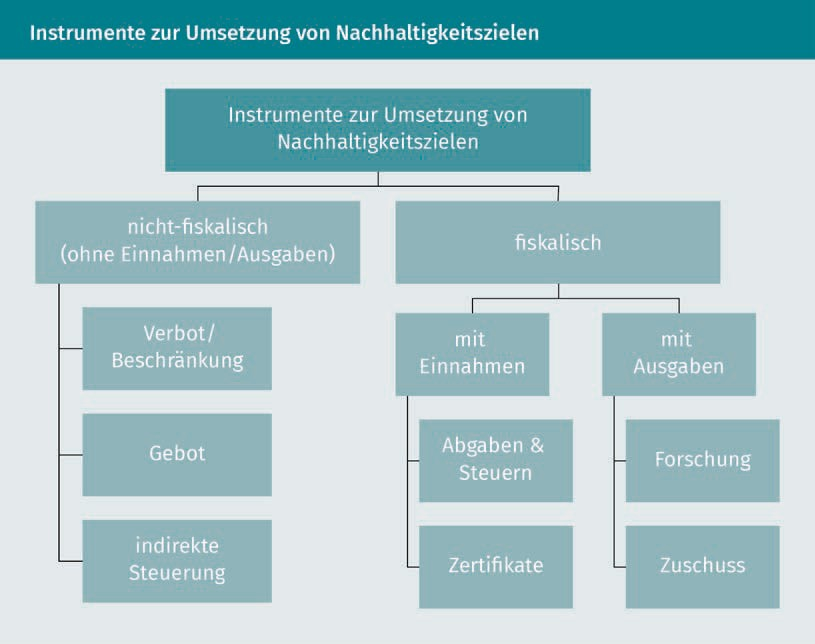 Instrumente zur Umsetzung von Nachhaltigkeitszielen
Instrumente zur Umsetzung von
Nachhaltigkeitszielen
nicht-fiskalisch
(ohne Einnahmen/Ausgaben)
Verbot/
Beschränkung
Gebot
indirekte
Steuerung
fiskalisch
mit
Einnahmen
Abgaben &
Steuern
Zertifikate
mit
Ausgaben
Forschung
Zuschuss